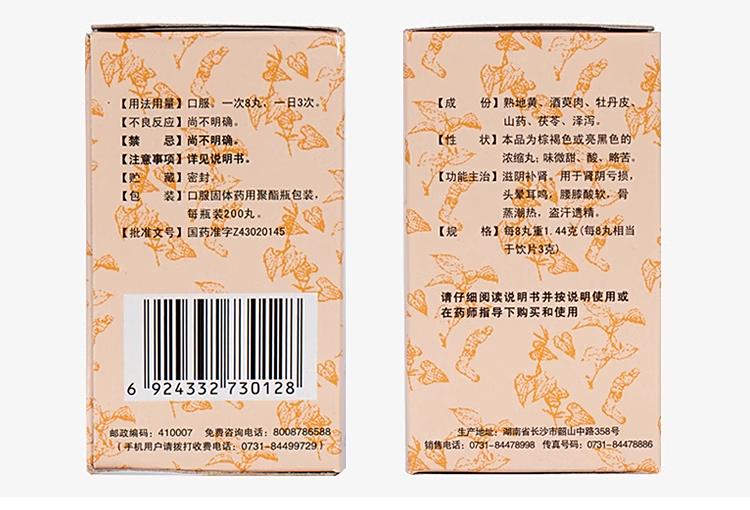 【用法用量】口服。一次8丸，一日3次。
【不良反应】尚不明确。
【禁　　忌】尚不明确。
【注意事项】详见说明书。
【贮　　藏】密封
【包　　装】口服固体药用聚酯瓶包装，
每瓶装200丸。
【批准文号】国药准字Z43020145
6 924332 730128
邮政编码：410007 免费咨询电话：8008786588
（手机用户请拨打收费电话：0731-84499729）
【成　　份】熟地黄、酒萸肉、牡丹皮、
山药、茯苓、泽泻。
【性　　状】本品为棕褐色或亮黑色的
浓缩丸；味微甜、酸、略苦。
【功能主治】滋阴补肾。用于肾阴亏损，
头晕耳鸣，腰膝酸软，骨
蒸潮热，盗汗遗精。
【规　　格】每8丸重1.44克(每8丸相当
于饮片3克)
请仔细阅读说明书并按说明使用或
在药师指导下购买和使用
生产地址：湖南省长沙市韶山中路358号
销售电话：0731-84478998 传真号码：0731-84478886